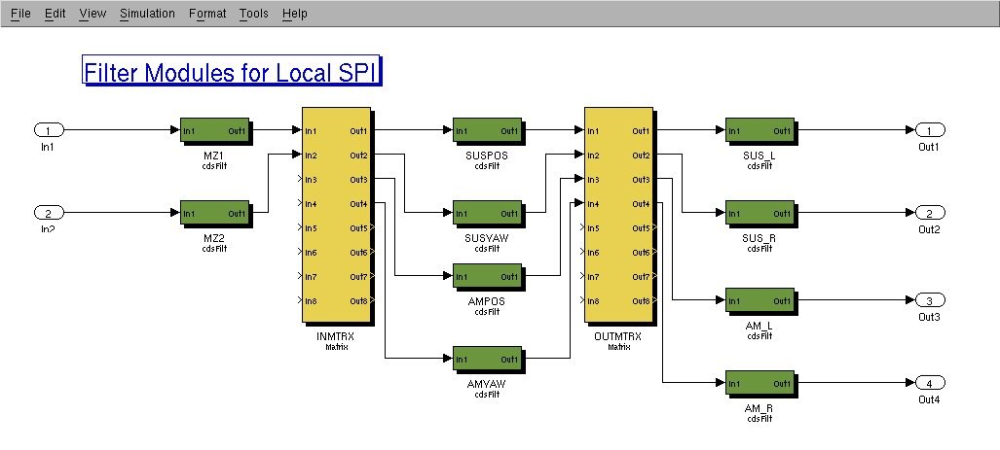 File Edit View Simulation Format Tools Help
Filter Modules for Local SPI
1
In1
2
In2
In1 Out1
MZ1
cdsFilt
In1 Out1
MZ2
cdsFilt
In1 Out1
In2 Out2
In3 Out3
In4 Out4
In5 Out5
In6 Out6
In7 Out7
In8 Out8
INMTRX
Matrix
In1 Out1
SUSPOS
cdsFilt
In1 Out1
SUSYAW
cdsFilt
In1 Out1
AMPOS
cdsFilt
In1 Out1
AMYAW
cdsFilt
In1 Out1
In2 Out2
In3 Out3
In4 Out4
In5 Out5
In6 Out6
In7 Out7
In8 Out8
OUTMTRX
Matrix
In1 Out1
SUS_L
cdsFilt
In1 Out1
SUS_R
cdsFilt
In1 Out1
AM_L
cdsFilt
In1 Out1
AM_R
cdsFilt
1
Out1
2
Out2
3
Out3
4
Out4